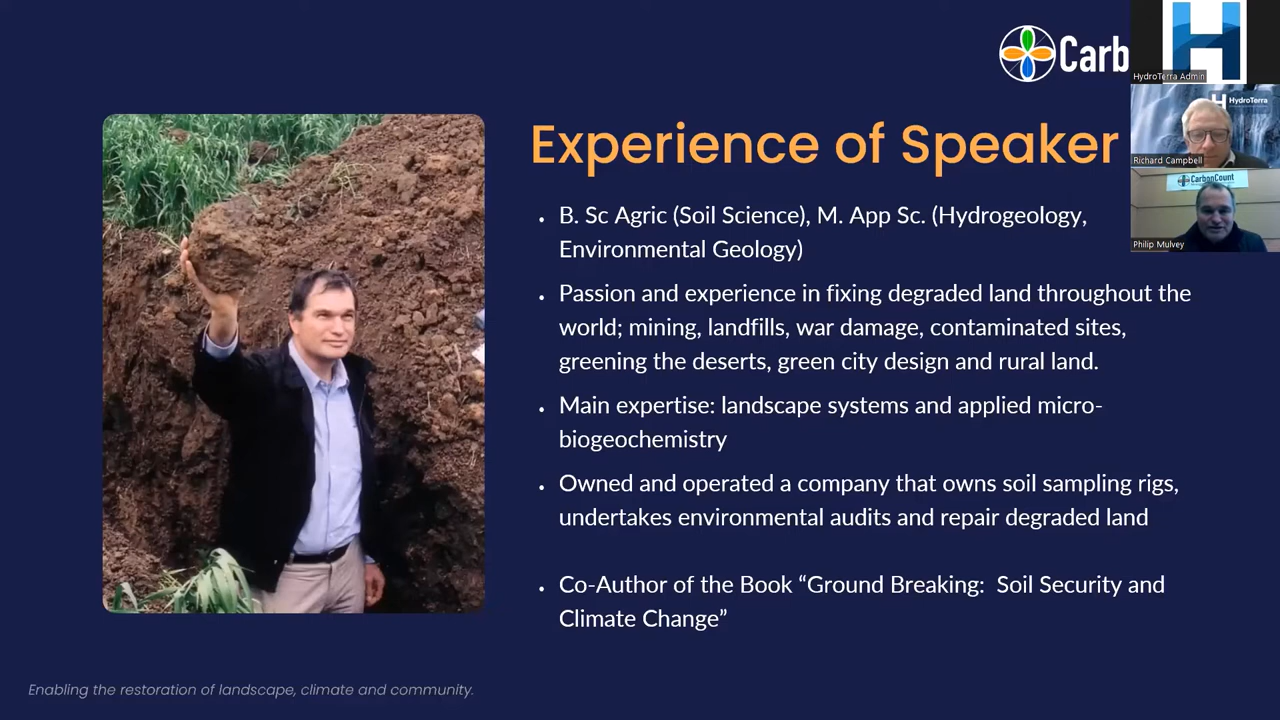 Carb
HydroTerra Admin
HydroTerra
Richard Campbell
CarbonCount
Philip Mulvey
Experience of Speaker
• B. Sc Agric (Soil Science), M. App Sc. (Hydrogeology,
Environmental Geology)
• Passion and experience in fixing degraded land throughout the
world; mining, landfills, war damage, contaminated sites,
greening the deserts, green city design and rural land.
• Main expertise: landscape systems and applied micro-
biogeochemistry
• Owned and operated a company that owns soil sampling rigs,
undertakes environmental audits and repair degraded land
• Co-Author of the Book “Ground Breaking:  Soil Security and
Climate Change”
Enabling the restoration of landscape, climate and community.